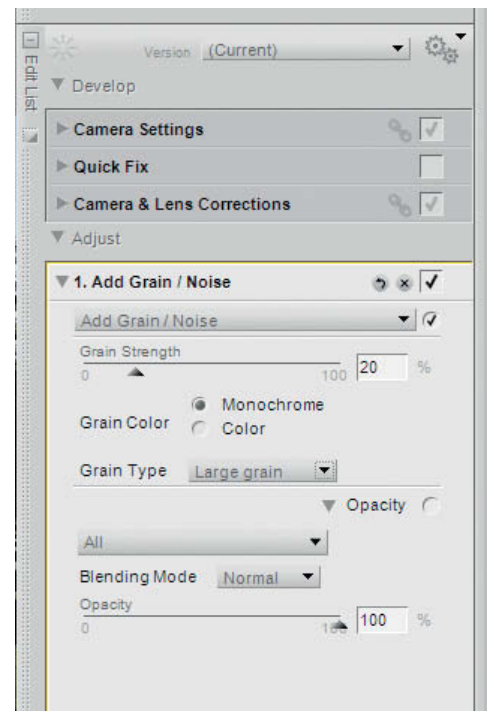 Edit List
Version (Current)
Develop
Camera Settings
Quick Fix
Camera & Lens Corrections
Adjust
1. Add Grain / Noise
Add Grain / Noise
Grain Strength
0 100 20 %
Monochrome
Grain Color
Color
Grain Type Large grain
Opacity
All
Blending Mode Normal
Opacity
0 100 100 %